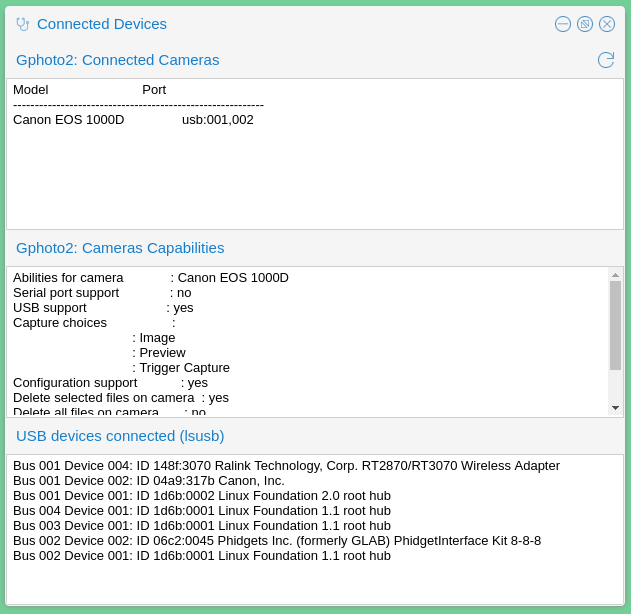 Connected Devices
Gphoto2: Connected Cameras
Model Port
----------------------------------------------------------
Canon EOS 1000D usb:001,002
Gphoto2: Cameras Capabilities
Abilities for camera : Canon EOS 1000D
Serial port support : no
USB support : yes
Capture choices :
: Image
: Preview
: Trigger Capture
Configuration support : yes
Delete selected files on camera : yes
Delete all files on camera : no
USB devices connected (lsusb)
Bus 001 Device 004: ID 148f:3070 Ralink Technology, Corp. RT2870/RT3070 Wireless Adapter
Bus 001 Device 002: ID 04a9:317b Canon, Inc.
Bus 001 Device 001: ID 1d6b:0002 Linux Foundation 2.0 root hub
Bus 004 Device 001: ID 1d6b:0001 Linux Foundation 1.1 root hub
Bus 003 Device 001: ID 1d6b:0001 Linux Foundation 1.1 root hub
Bus 002 Device 002: ID 06c2:0045 Phidgets Inc. (formerly GLAB) PhidgetInterface Kit 8-8-8
Bus 002 Device 001: ID 1d6b:0001 Linux Foundation 1.1 root hub